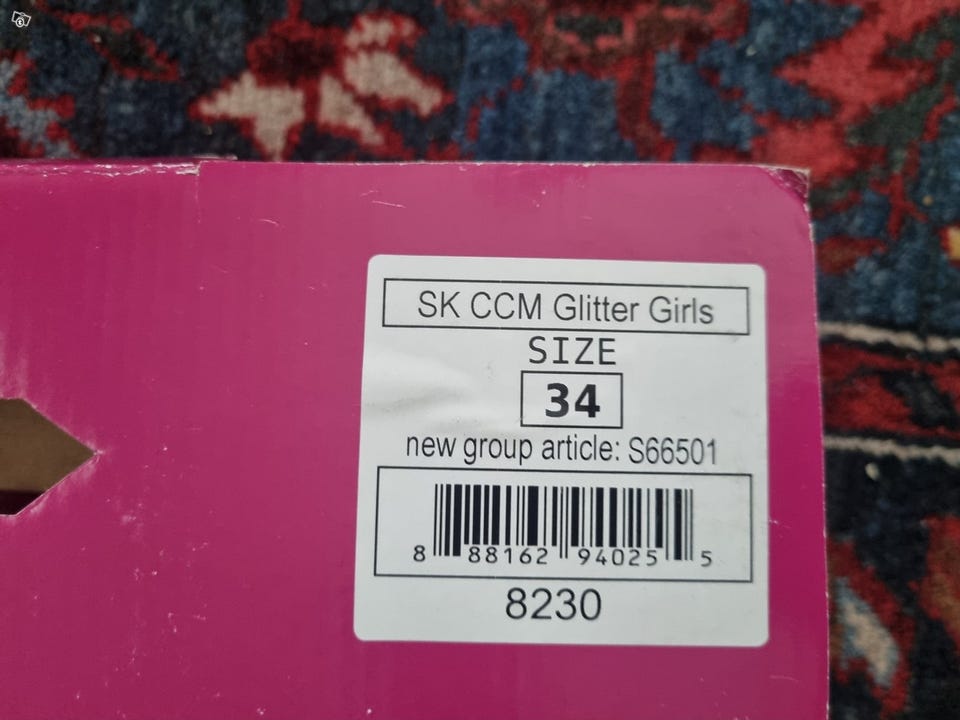 SK CCM Glitter Girls
SIZE
34
new group article: S66501
8 88162 94025 5
8230